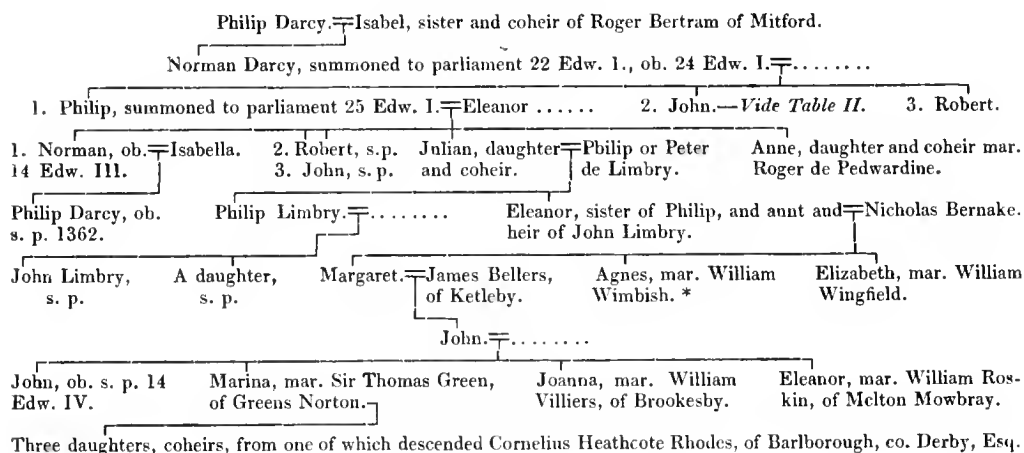 Philip Darcy.=Isabel, sister and coheir of Roger Bertram of Mitford.
Norman Darcy, summoned to parliament 22 Edw. I., ob. 24 Edw. I.=........
1. Philip, summoned to parliament 25 Edw. I.=Eleanor ...... 2. John.—Vide Table II. 3. Robert.
1. Norman, ob.=Isabella. 2. Robert, s.p. Julian, daughter=Philip or Peter Anne, daughter and coheir mar.
14 Edw. III. 3. John, s.p. and coheir. de Limbry. Roger de Pedwardine.
Philip Darcy, ob. Philip Limbry.=........ Eleanor, sister of Philip, and aunt and=Nicholas Bernake.
s. p. 1362. heir of John Limbry.
John Limbry, A daughter, Margaret.=James Bellers, Agnes, mar. William Elizabeth, mar. William
s. p. s. p. of Ketleby. Wimbish. * Wingfield.
John.=........
John, ob. s. p. 14 Marina, mar. Sir Thomas Green, Joanna, mar. William Eleanor, mar. William Ros-
Edw. IV. of Greens Norton. Villiers, of Brookesby. kin, of Melton Mowbray.
Three daughters, coheirs, from one of which descended Cornelius Heathcote Rhodes, of Barlborough, co. Derby, Esq.